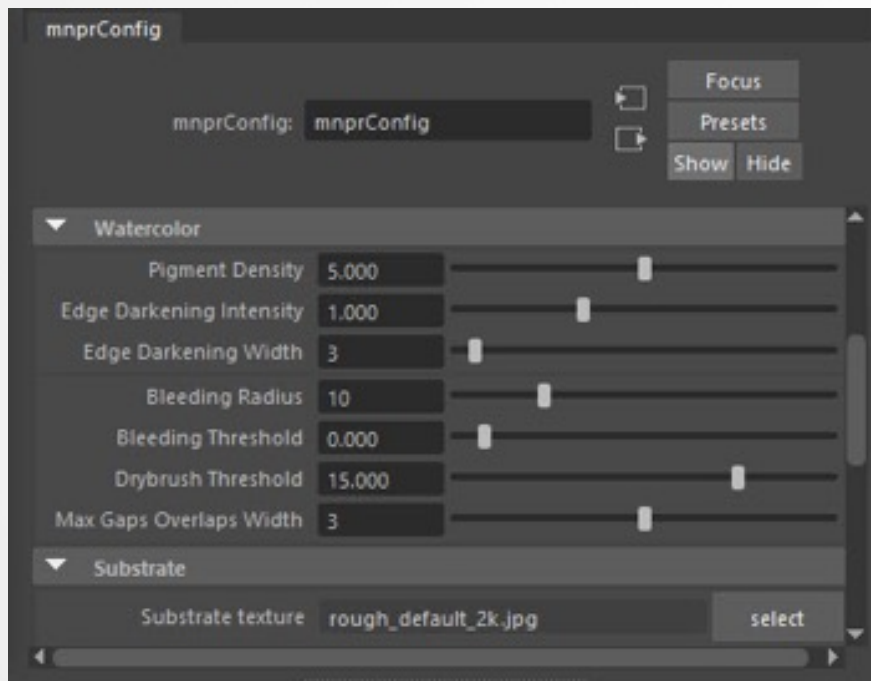 mnprConfig
mnprConfig: mnprConfig
Focus
Presets
Show Hide
Watercolor
Pigment Density 5.000
Edge Darkening Intensity 1.000
Edge Darkening Width 3
Bleeding Radius 10
Bleeding Threshold 0.000
Drybrush Threshold 15.000
Max Gaps Overlaps Width 3
Substrate
Substrate texture rough_default_2k.jpg select